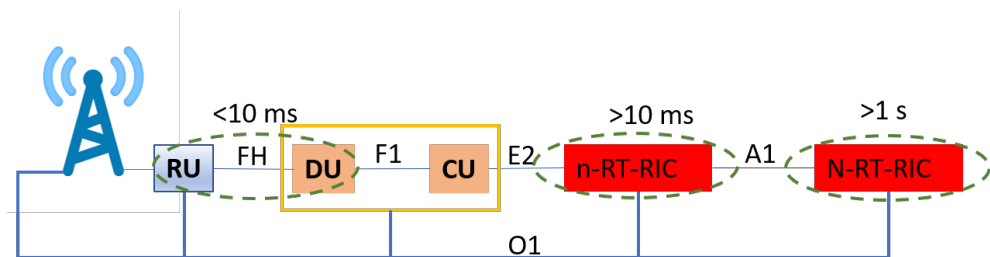 <10 ms
>10 ms
>1 s
RU
FH
DU
F1
CU
E2
n-RT-RIC
A1
N-RT-RIC
O1